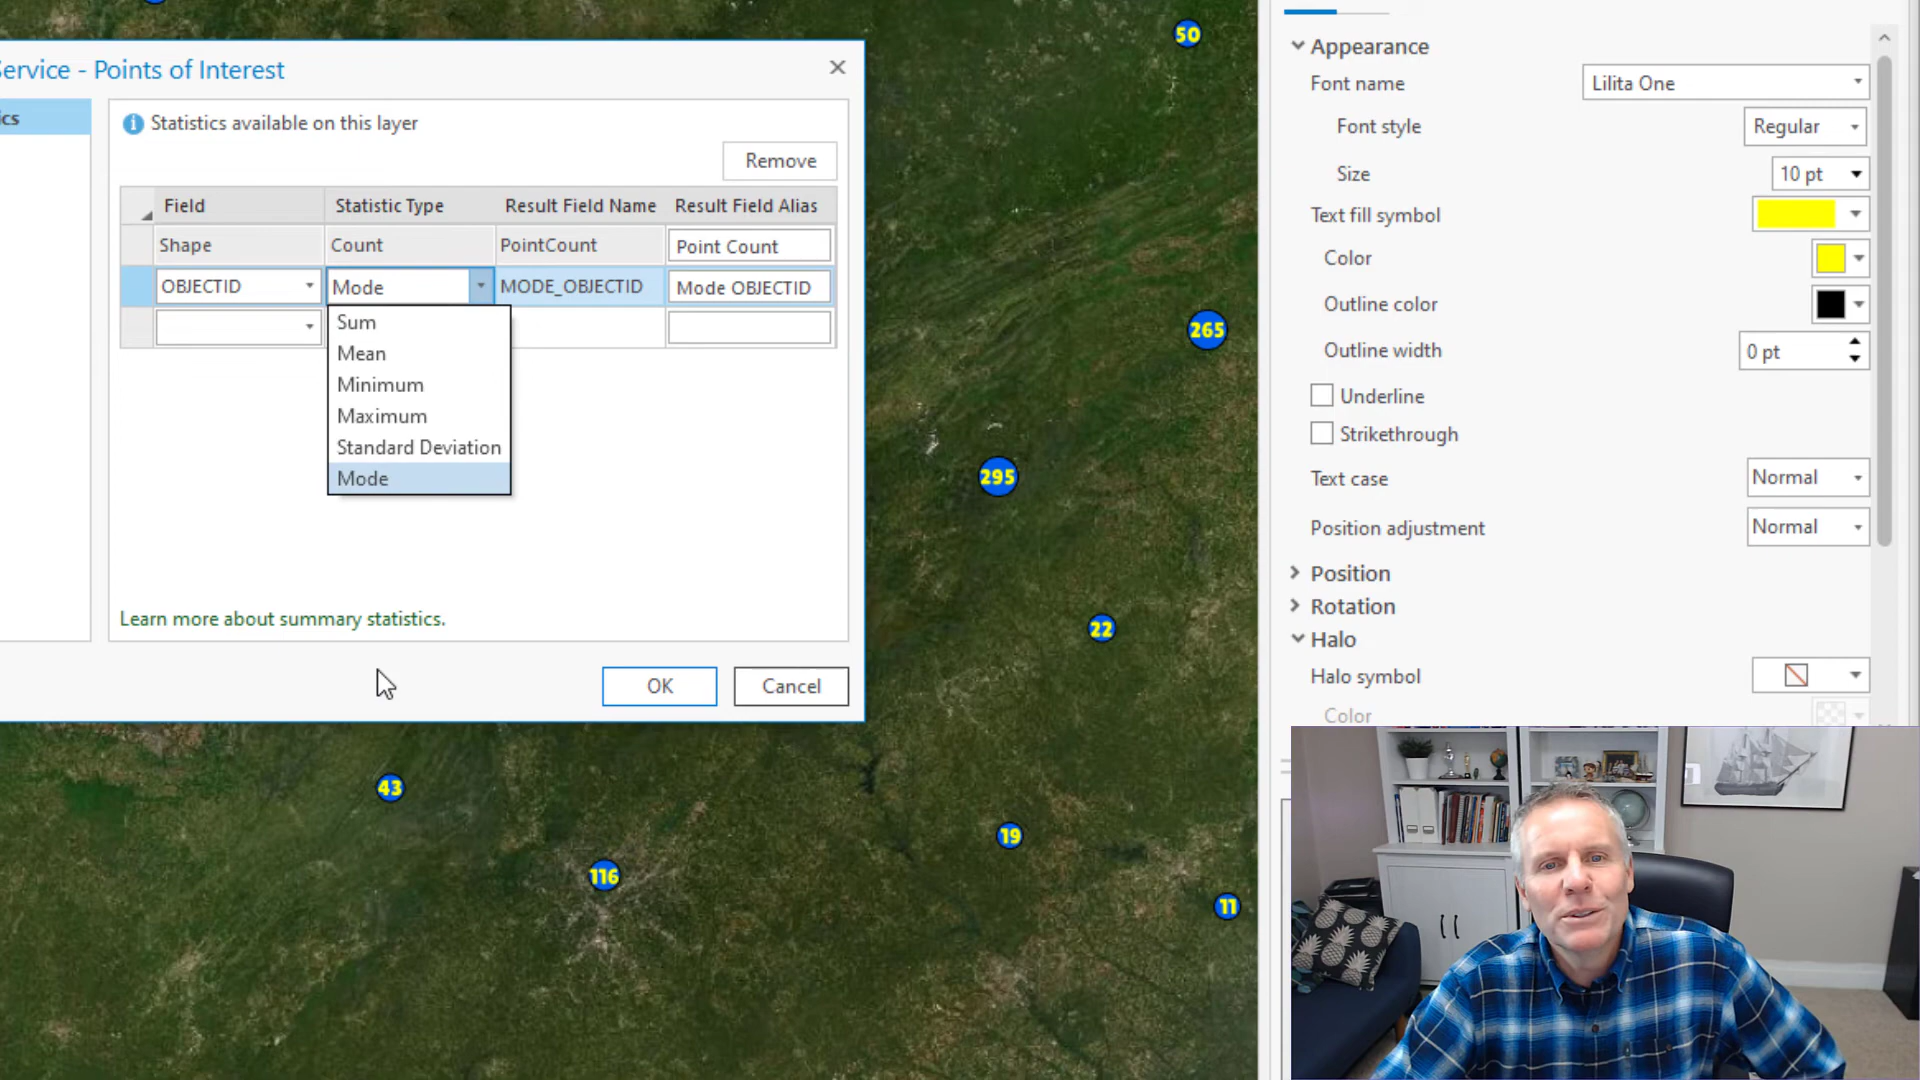 50
Service - Points of Interest
ics
Statistics available on this layer
Remove
Field Statistic Type Result Field Name Result Field Alias
Shape Count PointCount Point Count
OBJECTID Mode MODE_OBJECTID Mode OBJECTID
Sum
Mean
Minimum
Maximum
Standard Deviation
Mode
Learn more about summary statistics.
OK Cancel
265
295
22
43
19
116
11
Appearance
Font name Lilita One
Font style Regular
Size 10 pt
Text fill symbol
Color
Outline color
Outline width 0 pt
Underline
Strikethrough
Text case Normal
Position adjustment Normal
Position
Rotation
Halo
Halo symbol
Color